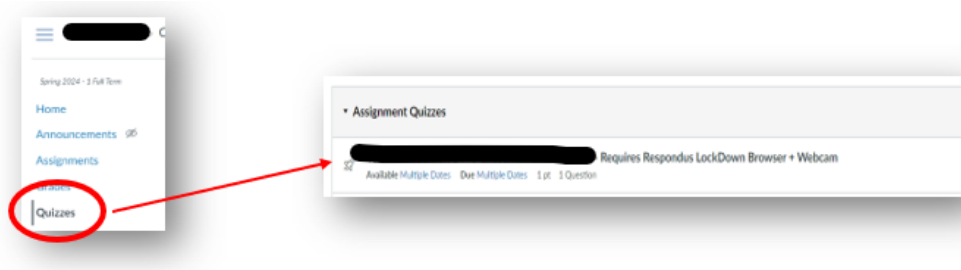 Spring 2024 - 1 Full Term
Home
Announcements
Assignments
Grades
Quizzes
Assignment Quizzes
Requires Respondus LockDown Browser + Webcam
Available Multiple Dates Due Multiple Dates 1 pt 1 Question